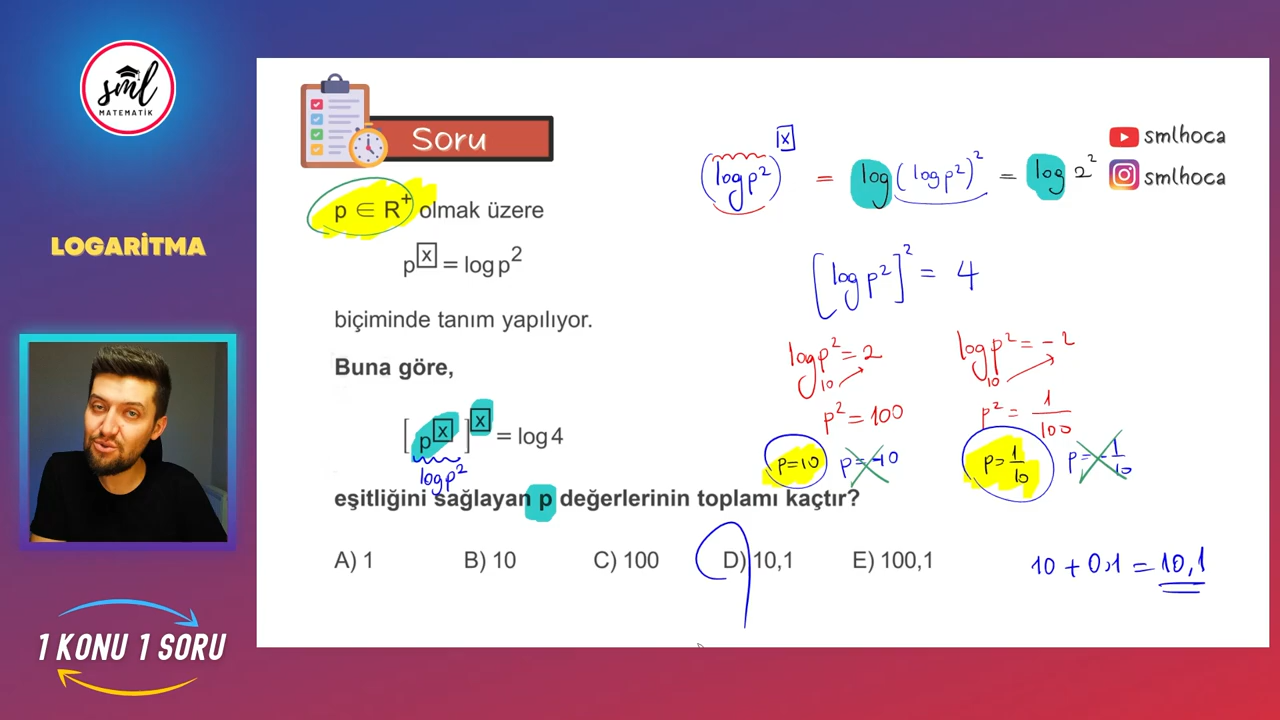 sml
MATEMATİK
LOGARİTMA
1 KONU 1 SORU
Soru
p ∈ R⁺ olmak üzere
p^[x] = log p²
biçiminde tanım yapılıyor.
Buna göre,
[p^[x]]^[x] = log 4
log p²
eşitliğini sağlayan p değerlerinin toplamı kaçtır?
A) 1 B) 10 C) 100 D) 10,1 E) 100,1
(log p²)^[x] = log (log p²)² = log 2²
[log p²]² = 4
log₁₀ p² = 2 log₁₀ p² = -2
p² = 100 p² = 1/100
p=10 p=-10 p=1/10 p=-1/10
10 + 0,1 = 10,1
smlhoca
smlhoca